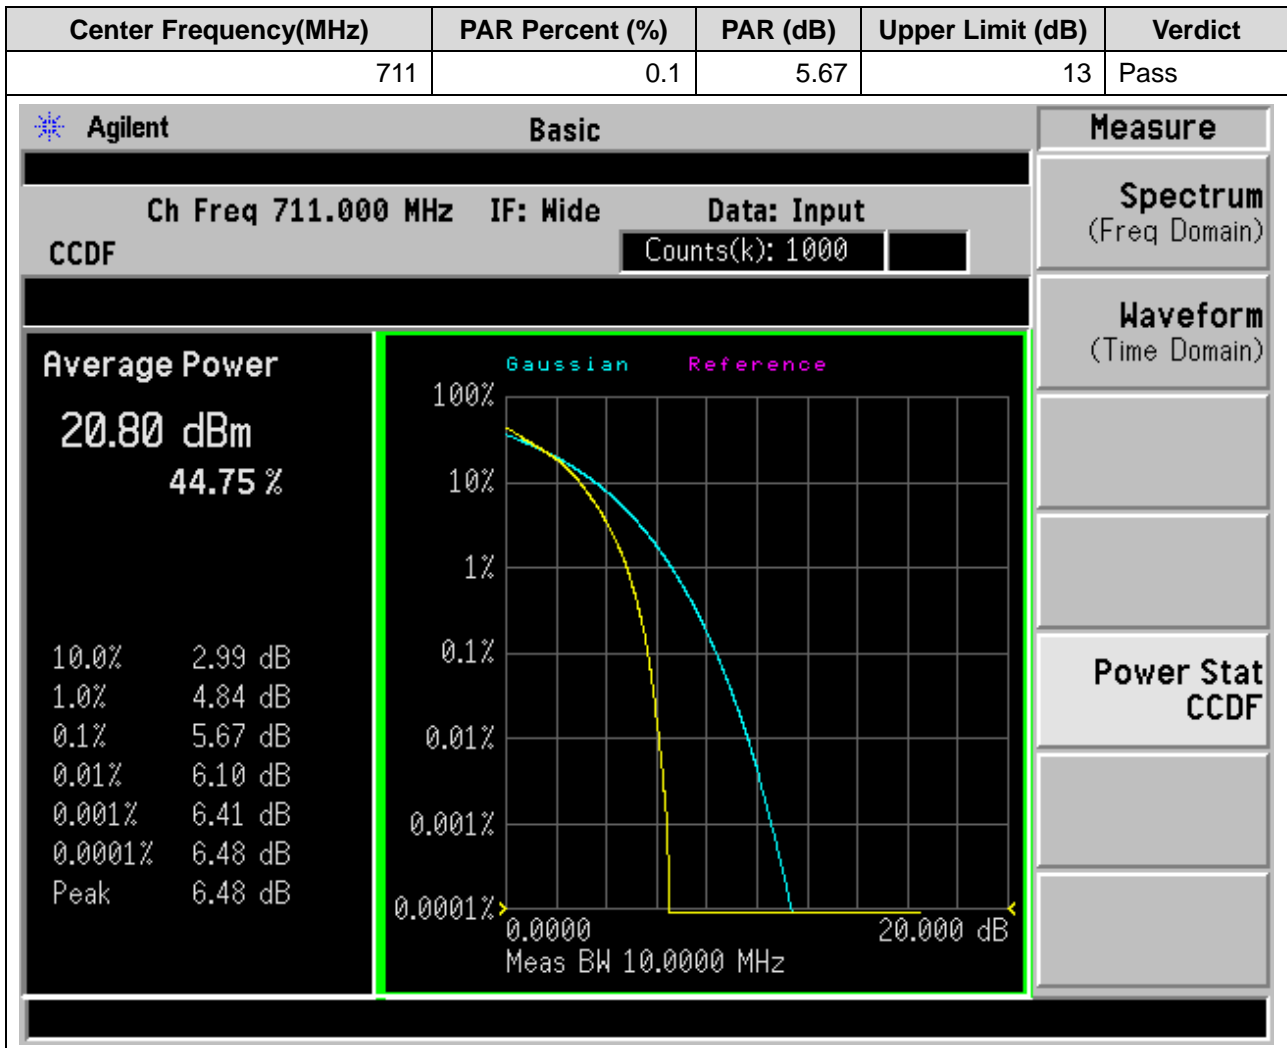 Center Frequency(MHz) PAR Percent (%) PAR (dB) Upper Limit (dB) Verdict
711 0.1 5.67 13 Pass
Agilent Basic Measure
Ch Freq 711.000 MHz IF: Wide Data: Input
CCDF Counts(k): 1000
Spectrum
(Freq Domain)
Waveform
(Time Domain)
Power Stat
CCDF
Average Power
20.80 dBm
44.75 %
10.0% 2.99 dB
1.0% 4.84 dB
0.1% 5.67 dB
0.01% 6.10 dB
0.001% 6.41 dB
0.0001% 6.48 dB
Peak 6.48 dB
Gaussian Reference
100%
10%
1%
0.1%
0.01%
0.001%
0.0001%
0.0000 20.000 dB
Meas BW 10.0000 MHz